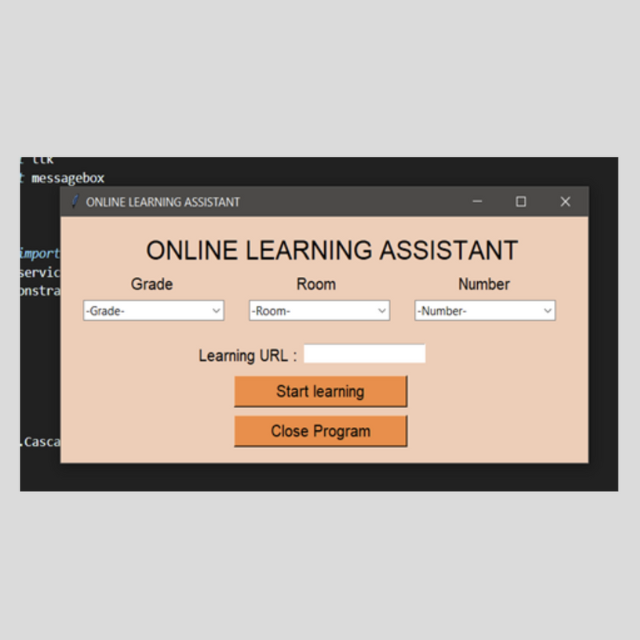 ttk
t messagebox
ONLINE LEARNING ASSISTANT
import
ONLINE LEARNING ASSISTANT
servic
Grade Room Number
onstra
-Grade- -Room- -Number-
Learning URL :
Start learning
Close Program
.Casca